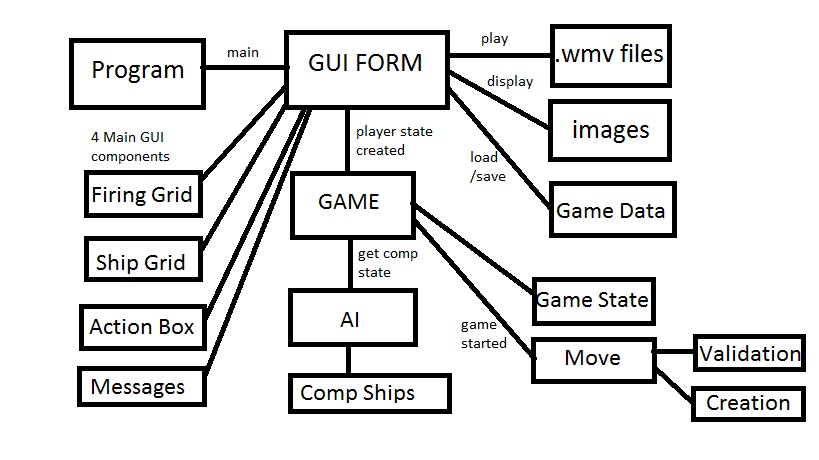 Program
main
GUI FORM
play
.wmv files
display
images
4 Main GUI
components
player state
created
load
/save
Firing Grid
GAME
Game Data
Ship Grid
get comp
state
Game State
Action Box
AI
game
started
Move
Validation
Messages
Comp Ships
Creation